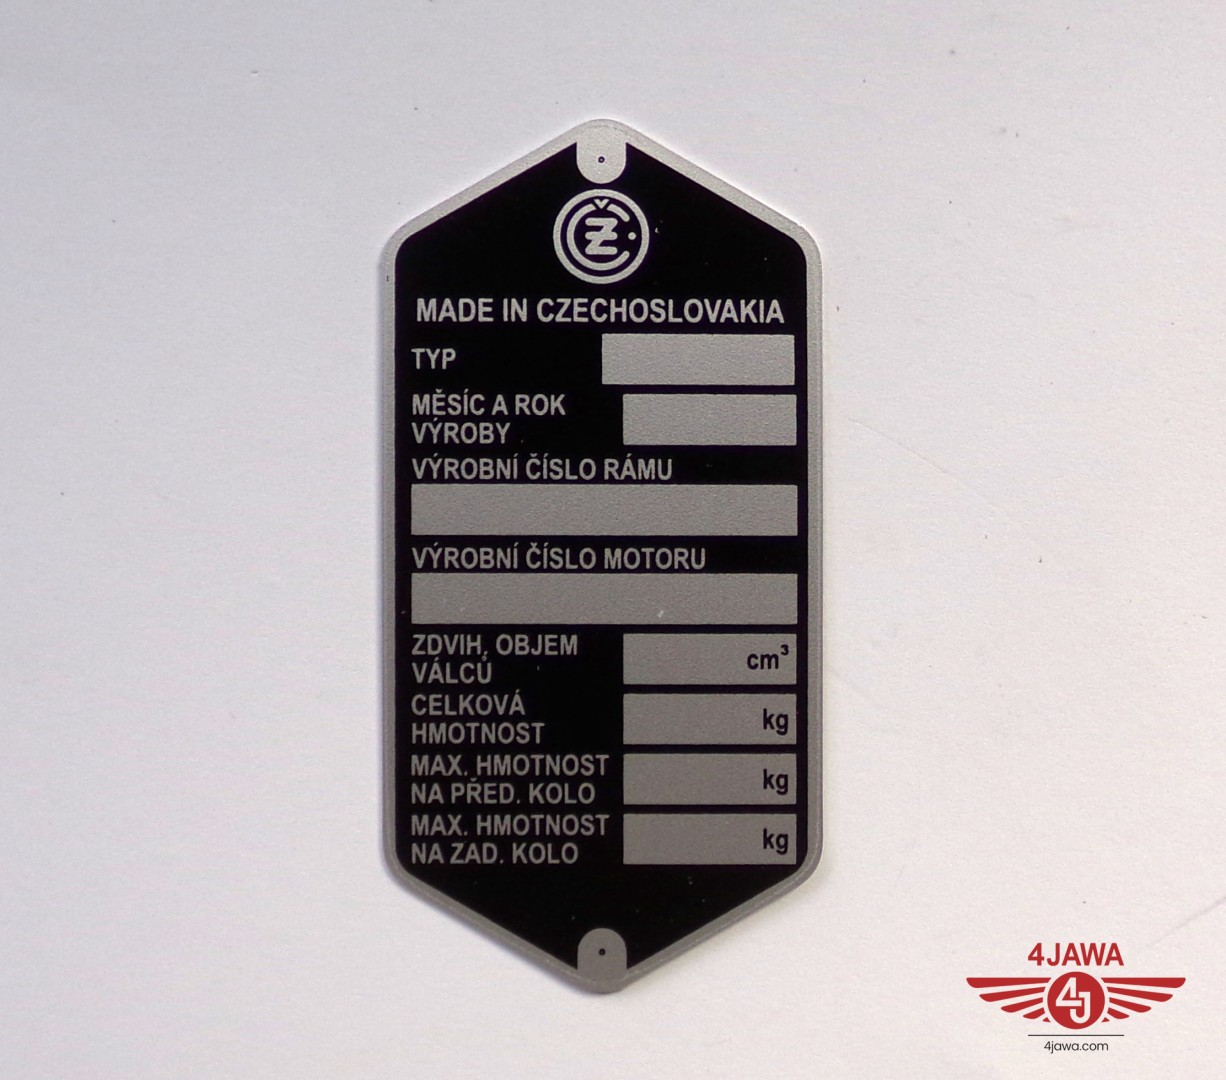 ČZ
MADE IN CZECHOSLOVAKIA
TYP
MĚSÍC A ROK
VÝROBY
VÝROBNÍ ČÍSLO RÁMU
VÝROBNÍ ČÍSLO MOTORU
ZDVIH. OBJEM
VÁLCŮ
cm³
CELKOVÁ
HMOTNOST
kg
MAX. HMOTNOST
NA PŘED. KOLO
kg
MAX. HMOTNOST
NA ZAD. KOLO
kg
4JAWA
4J
4jawa.com